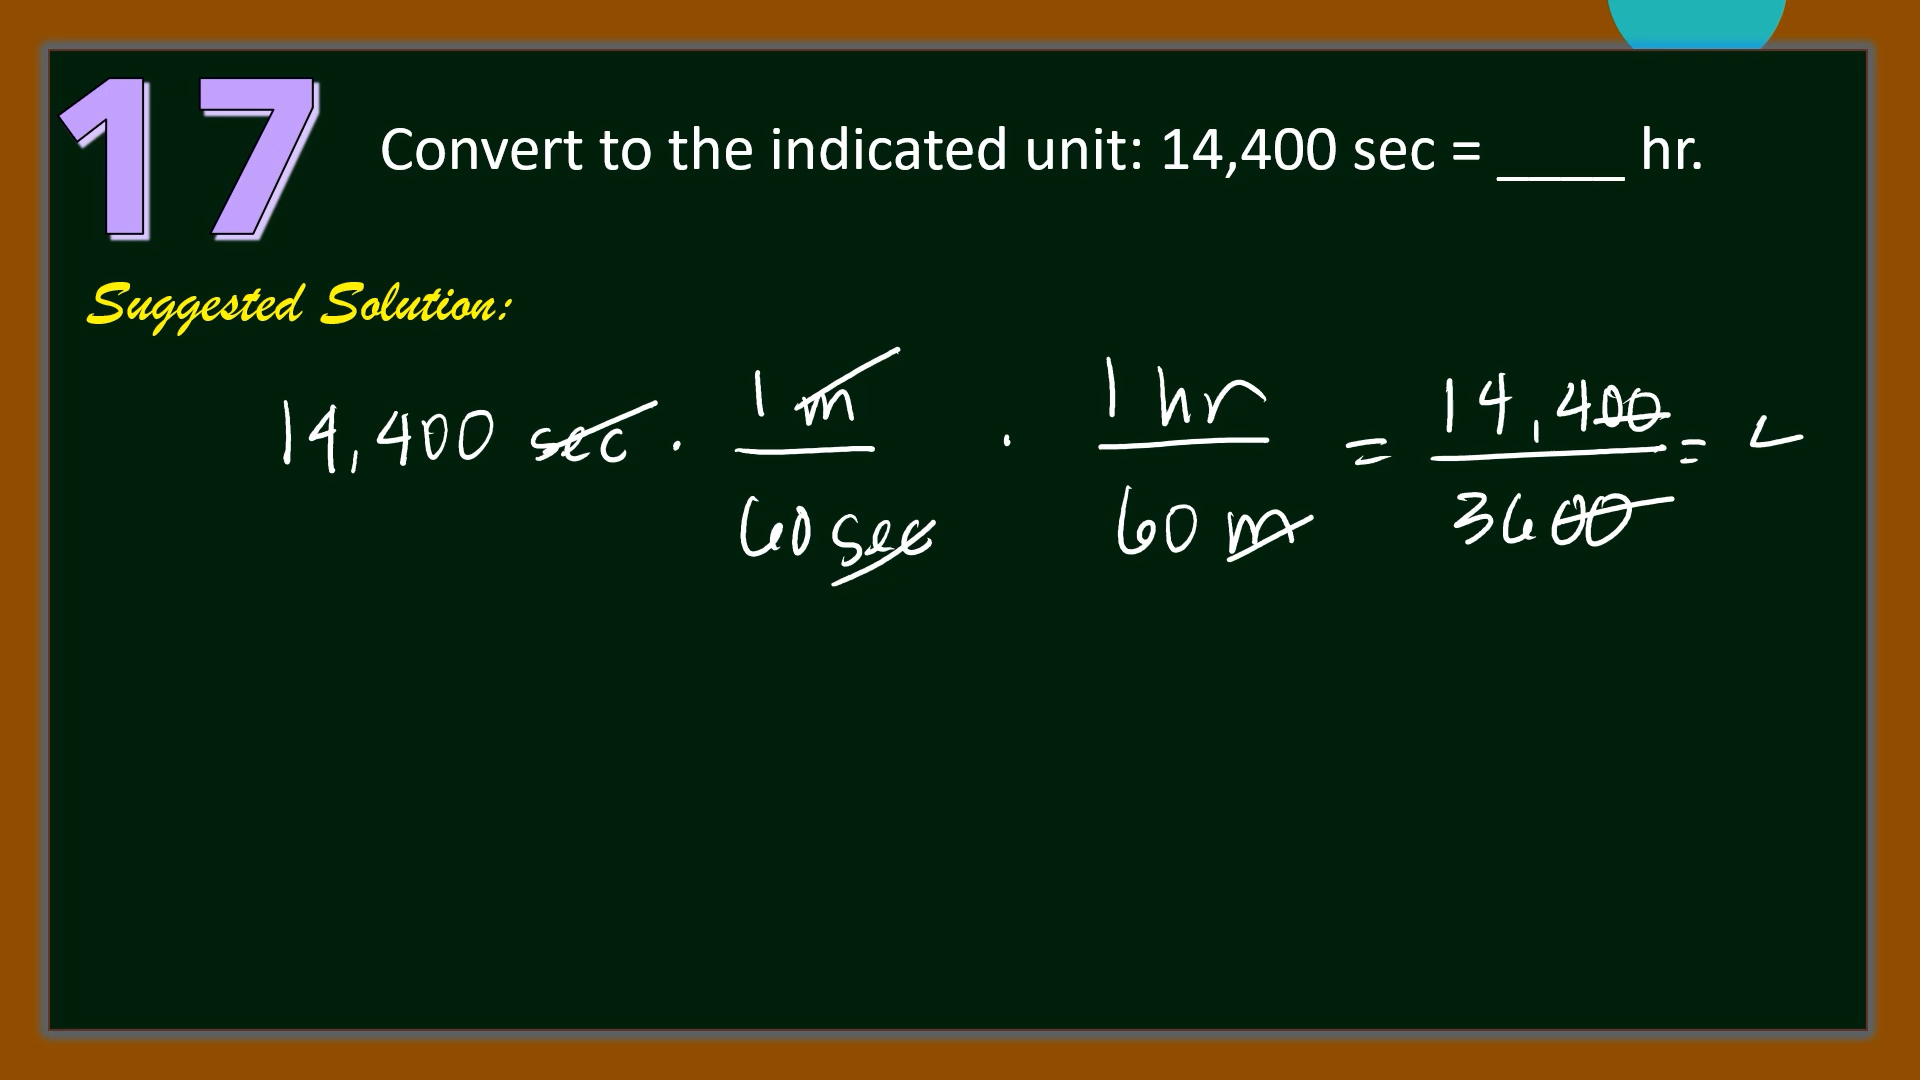 17
Convert to the indicated unit: 14,400 sec = ____ hr.
Suggested Solution:
14,400 sec · 1 m / 60 sec · 1 hr / 60 m = 14,400 / 3600 =